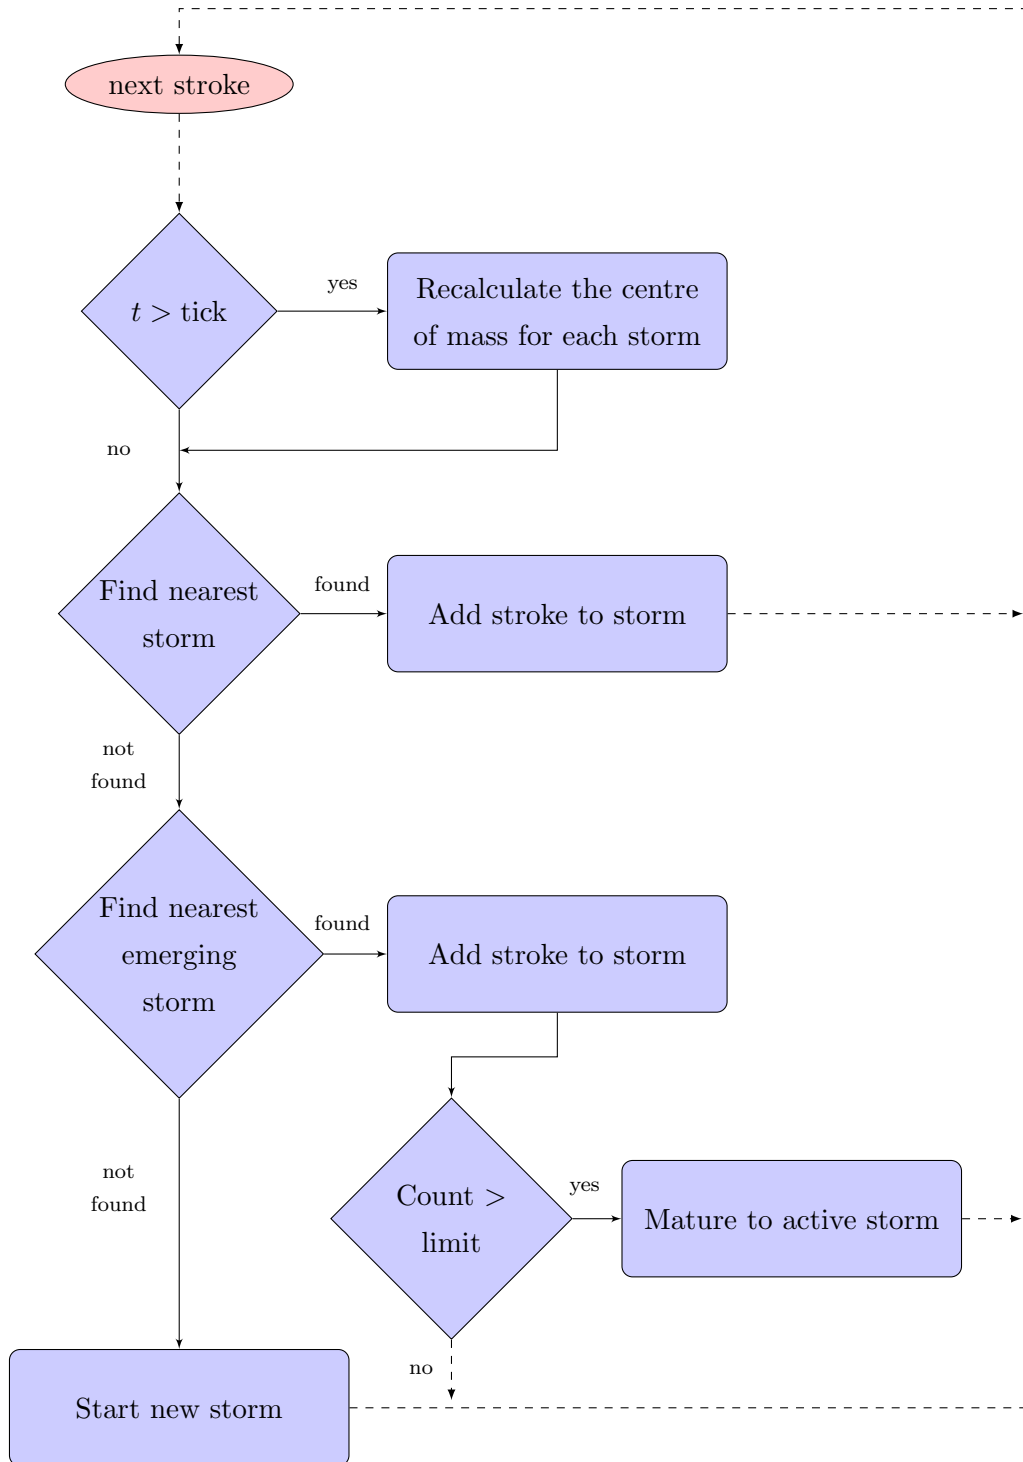 next stroke
t > tick
yes
Recalculate the centre
of mass for each storm
no
Find nearest
storm
found
Add stroke to storm
not
found
Find nearest
emerging
storm
found
Add stroke to storm
not
found
Count >
limit
yes
Mature to active storm
no
Start new storm